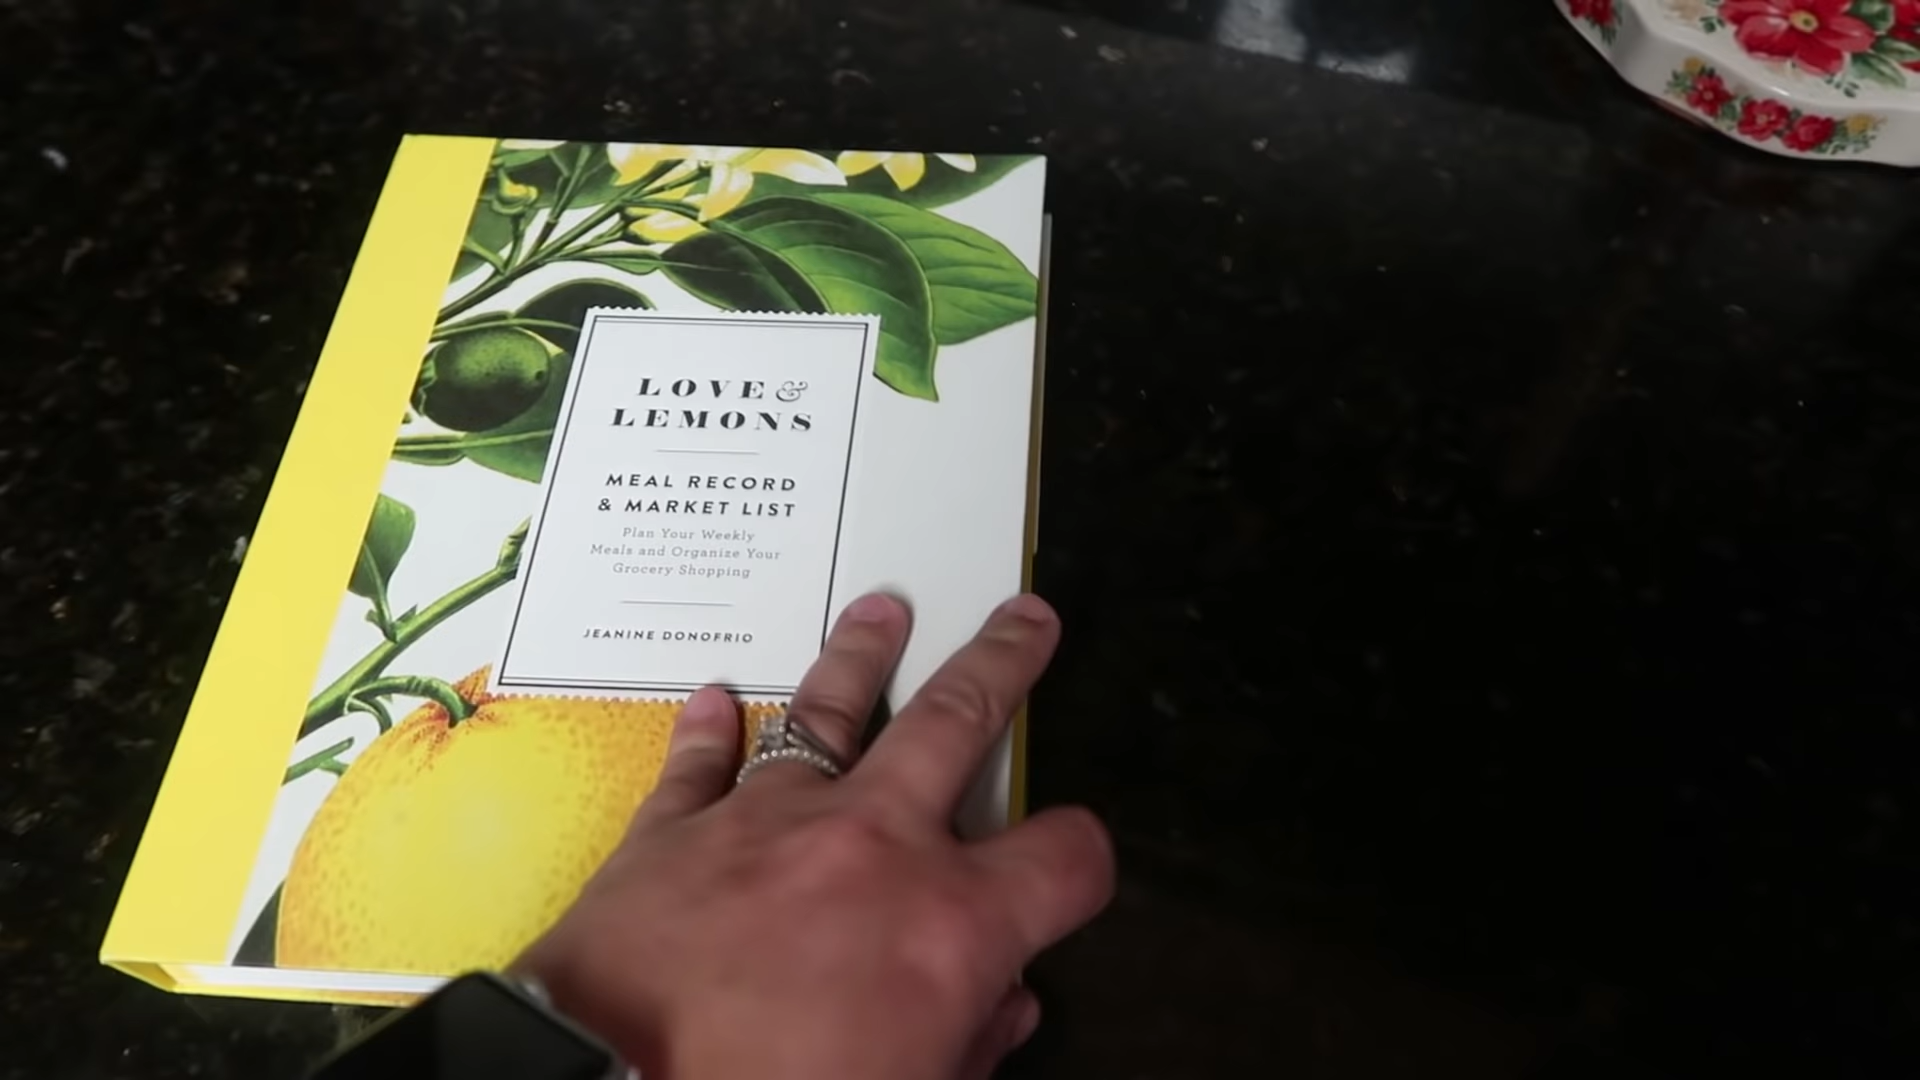 LOVE &
LEMONS
MEAL RECORD
& MARKET LIST
Plan Your Weekly
Meals and Organize Your
Grocery Shopping
JEANINE DONOFRIO